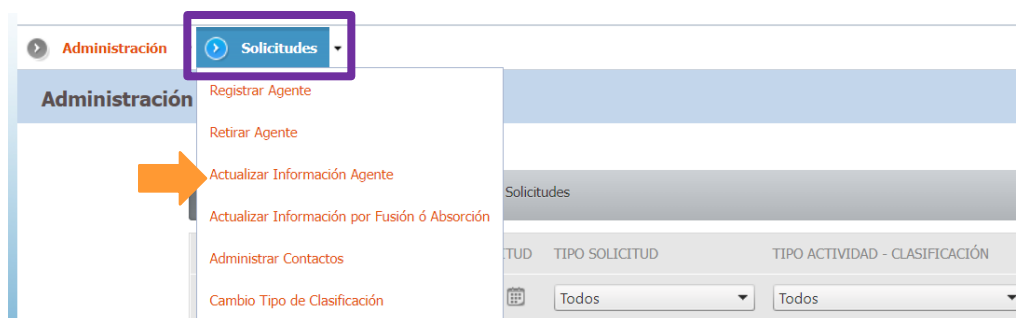 Administración
Solicitudes
Administración
Registrar Agente
Retirar Agente
Actualizar Información Agente
Solicitudes
Actualizar Información por Fusión ó Absorción
Administrar Contactos
TUD TIPO SOLICITUD TIPO ACTIVIDAD - CLASIFICACIÓN
Cambio Tipo de Clasificación
Todos Todos